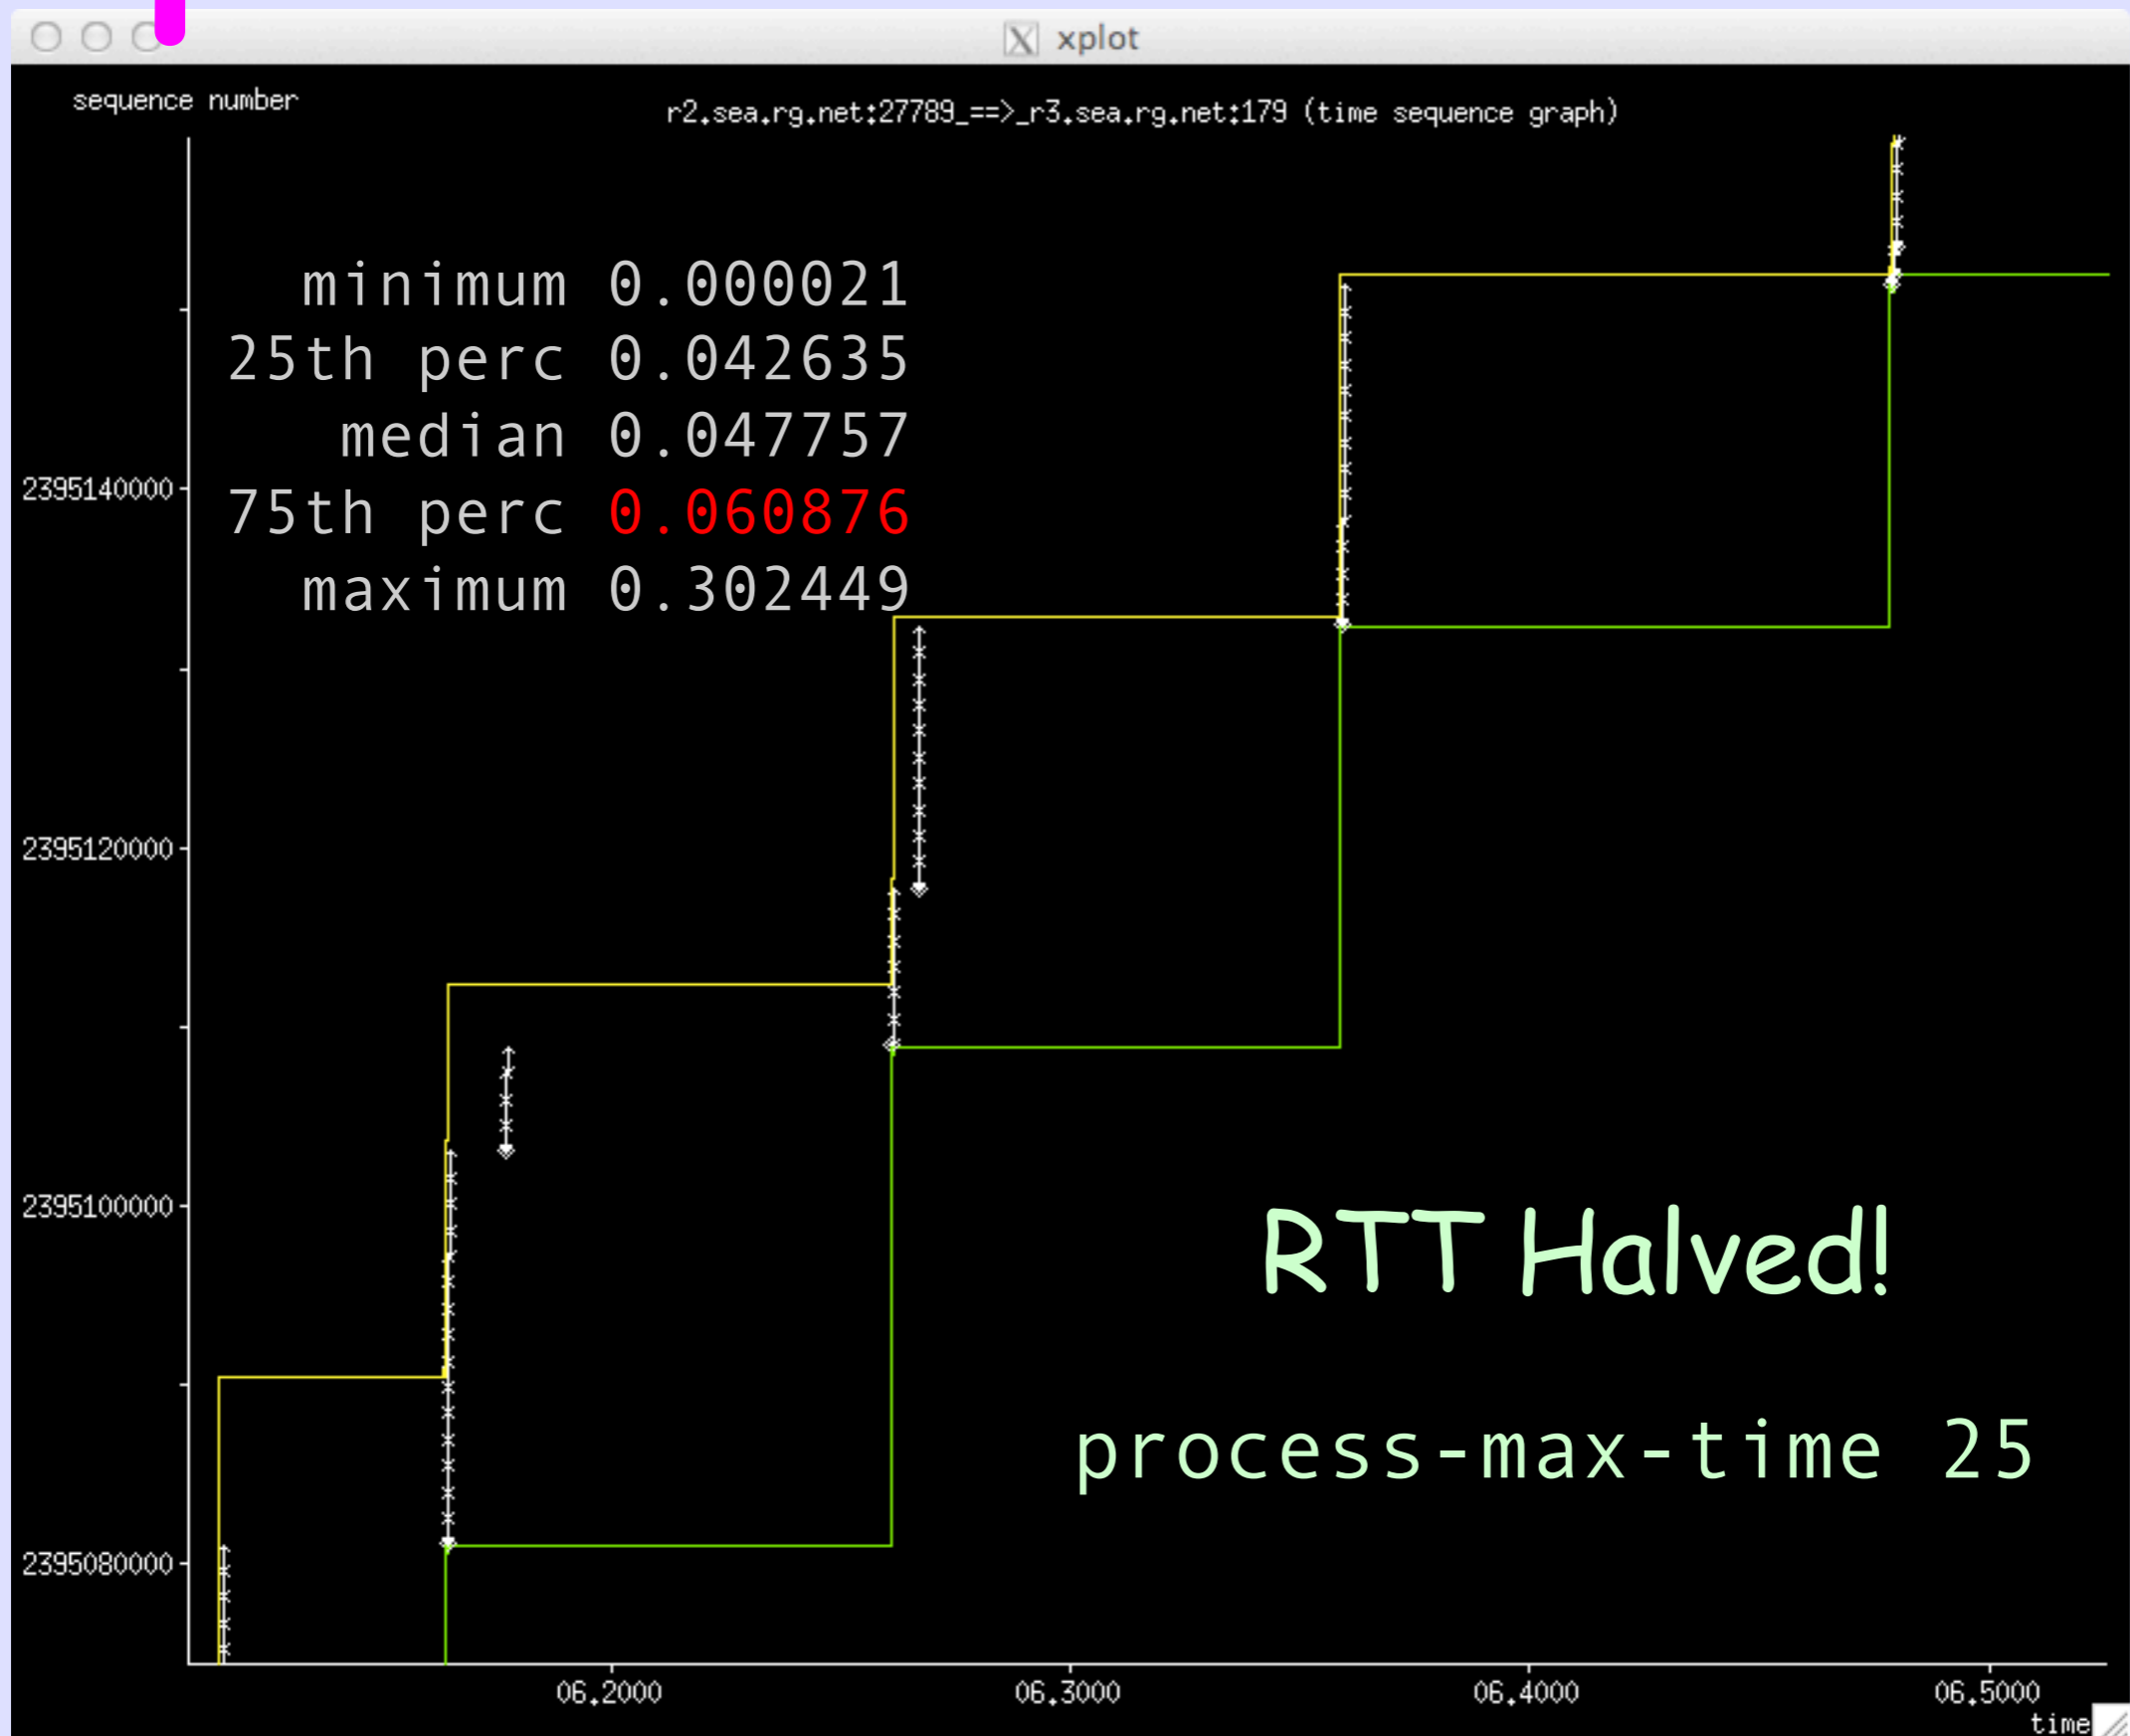 xplot
sequence number
r2.sea.rg.net:27789_==>_r3.sea.rg.net:179 (time sequence graph)
minimum 0.000021
25th perc 0.042635
median 0.047757
75th perc 0.060876
maximum 0.302449
2395140000
2395120000
2395100000
2395080000
RTT Halved!
process-max-time 25
06.2000
06.3000
06.4000
06.5000
time